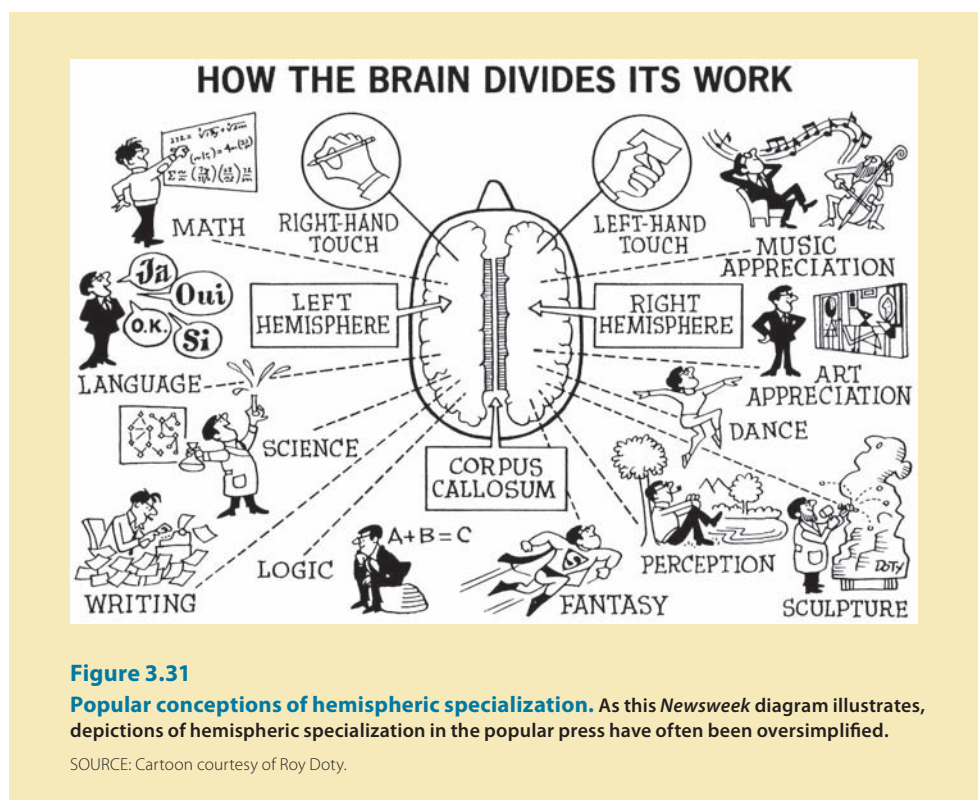 HOW THE BRAIN DIVIDES ITS WORK
MATH
RIGHT-HAND
TOUCH
LEFT-HAND
TOUCH
MUSIC
APPRECIATION
Ja
Oui
O.K.
Si
LEFT
HEMISPHERE
RIGHT
HEMISPHERE
LANGUAGE
ART
APPRECIATION
SCIENCE
DANCE
CORPUS
CALLOSUM
A+B=C
LOGIC
PERCEPTION
S
DOTY
WRITING
FANTASY
SCULPTURE
Figure 3.31
Popular conceptions of hemispheric specialization. As this Newsweek diagram illustrates,
depictions of hemispheric specialization in the popular press have often been oversimplified.
SOURCE: Cartoon courtesy of Roy Doty.